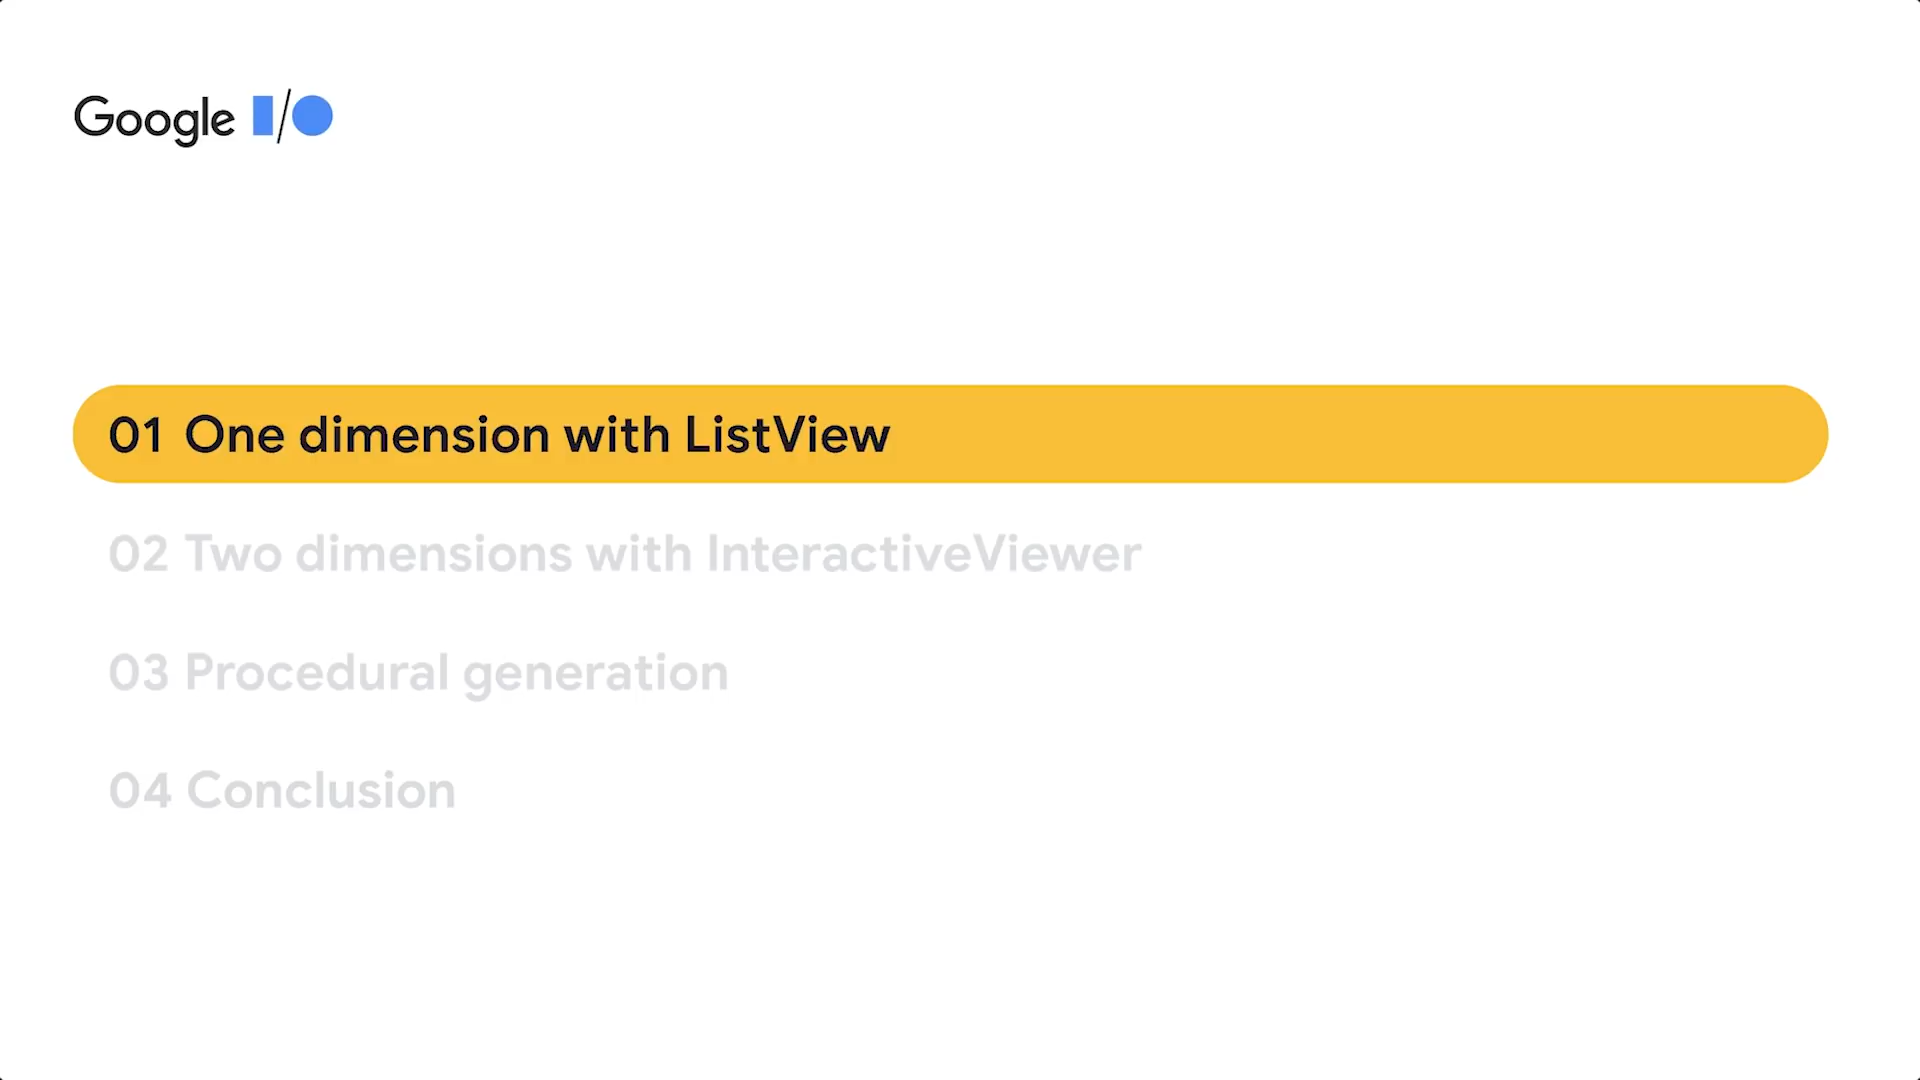 Google I/O
01 One dimension with ListView
02 Two dimensions with InteractiveViewer
03 Procedural generation
04 Conclusion